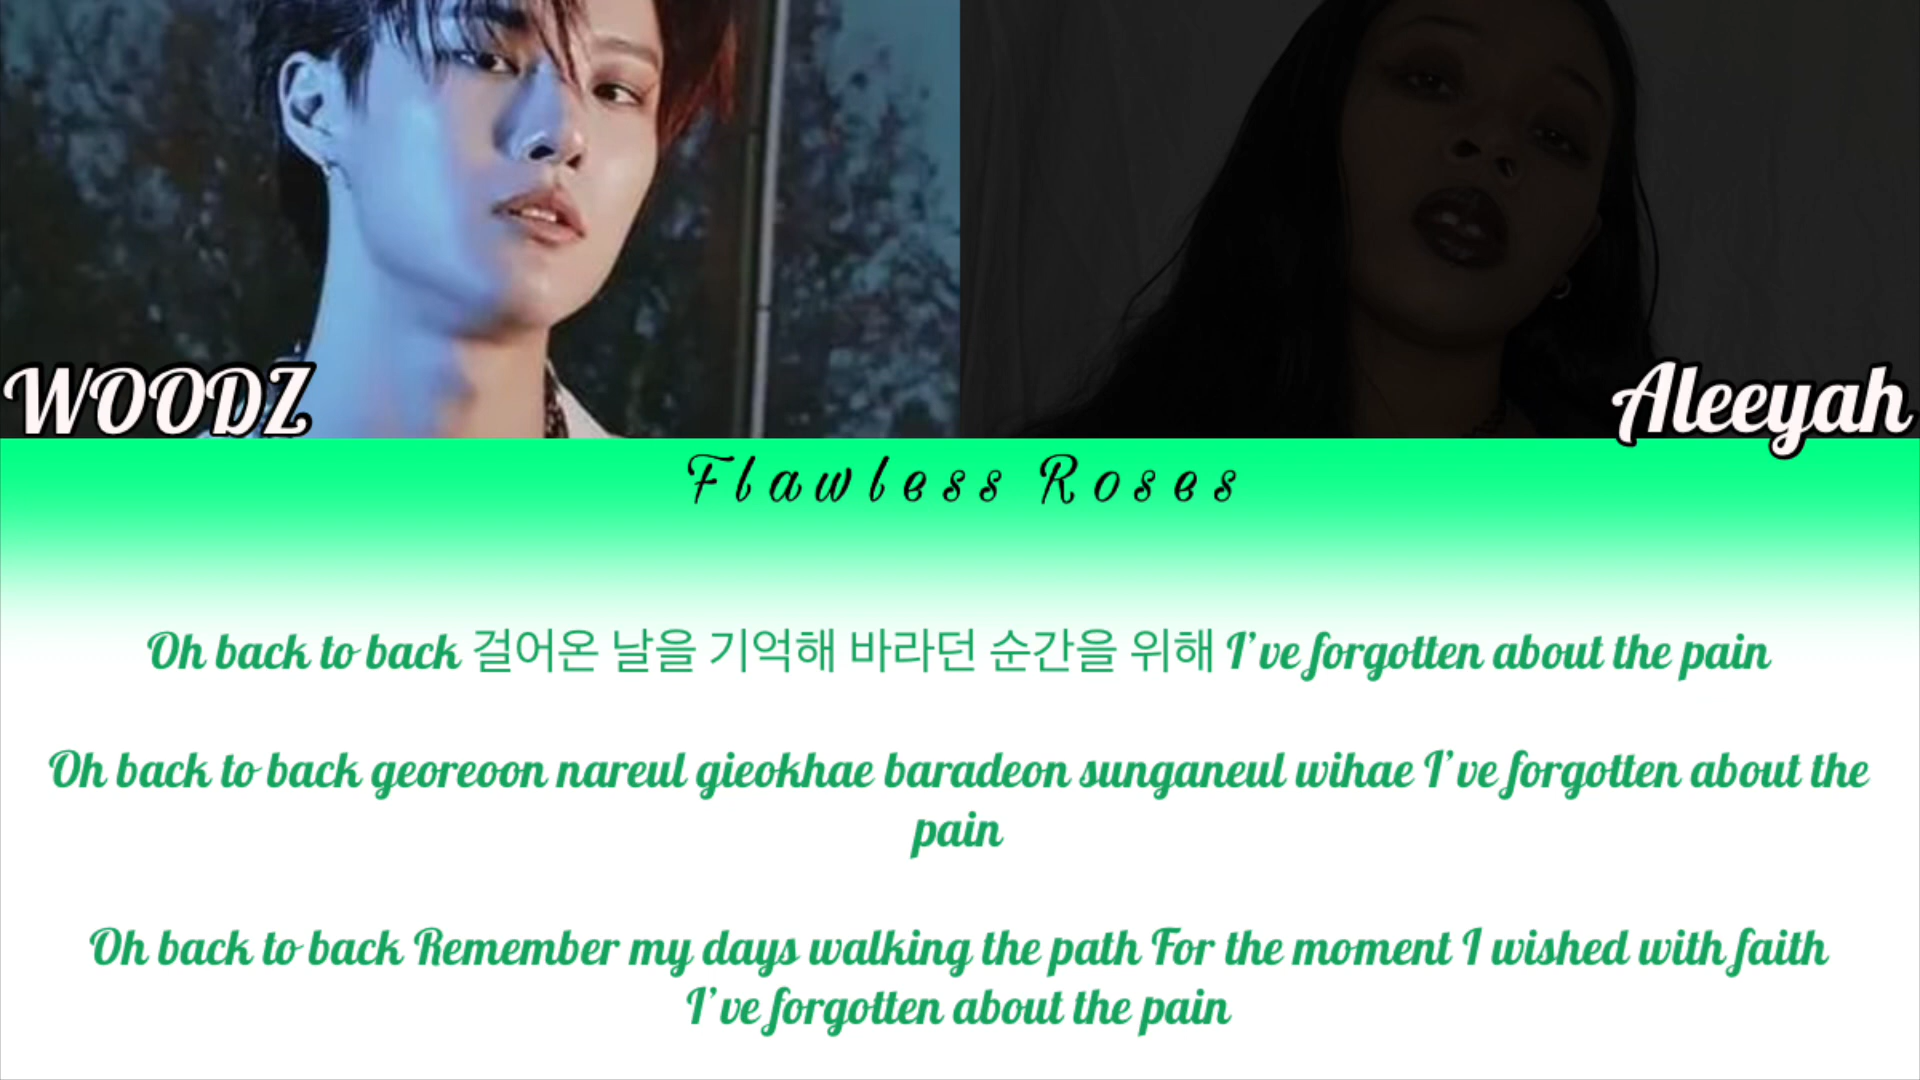 WOODZ
Aleeyah
Flawless Roses
Oh back to back 걸어온 날을 기억해 바라던 순간을 위해 I've forgotten about the pain
Oh back to back georeoon nareul gieokhae baradeon sunganeul wihae I've forgotten about the
pain
Oh back to back Remember my days walking the path For the moment I wished with faith
I've forgotten about the pain